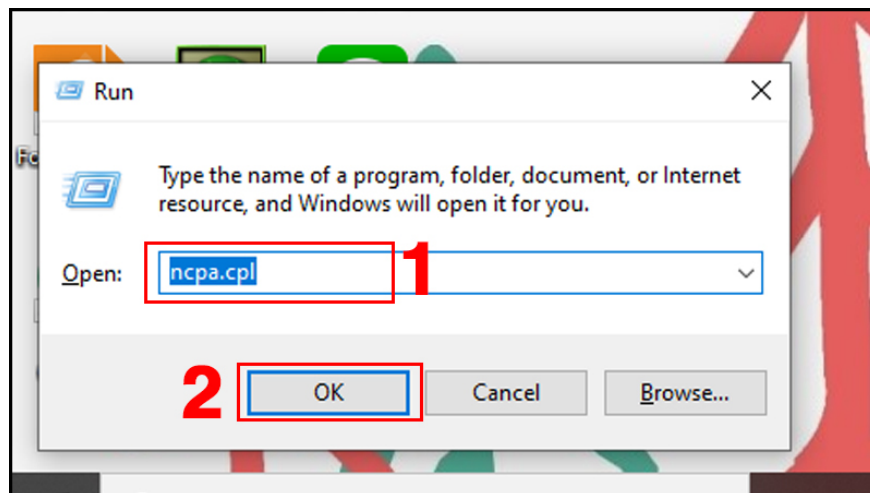 Run
Type the name of a program, folder, document, or Internet
resource, and Windows will open it for you.
Open: ncpa.cpl 1
2 OK Cancel Browse...